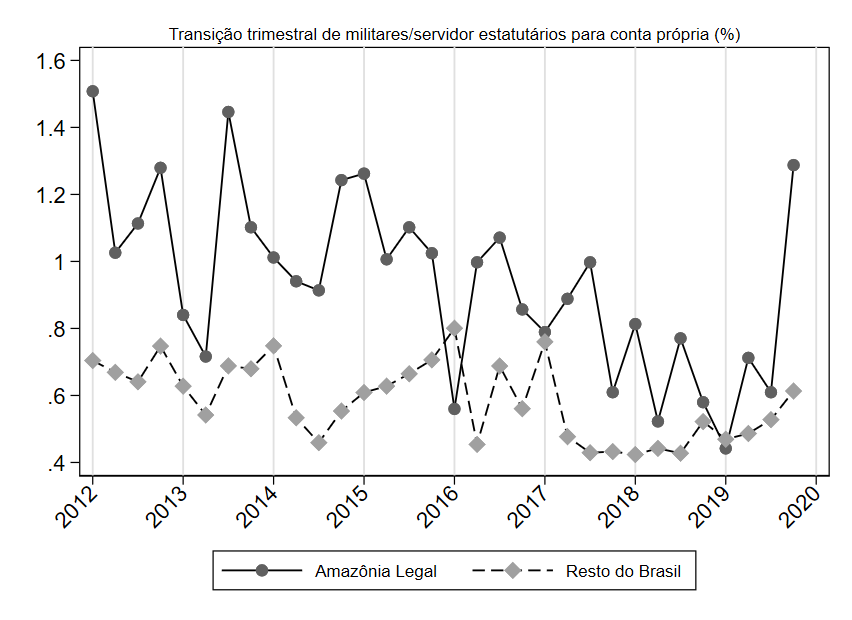 Transição trimestral de militares/servidor estatutários para conta própria (%)
1.6
1.4
1.2
1
.8
.6
.4
2012 2013 2014 2015 2016 2017 2018 2019 2020
Amazônia Legal Resto do Brasil